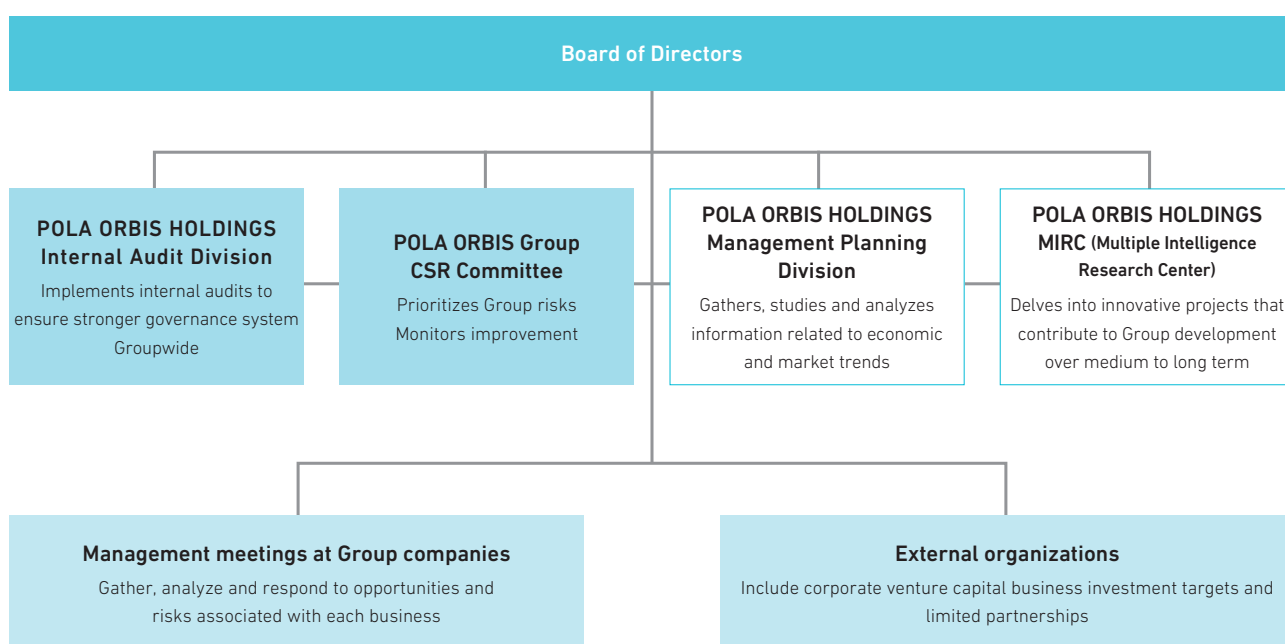 Board of Directors
POLA ORBIS HOLDINGS
Internal Audit Division
Implements internal audits to
ensure stronger governance system
Groupwide
POLA ORBIS Group
CSR Committee
Prioritizes Group risks
Monitors improvement
POLA ORBIS HOLDINGS
Management Planning
Division
Gathers, studies and analyzes
information related to economic
and market trends
POLA ORBIS HOLDINGS
MIRC (Multiple Intelligence
Research Center)
Delves into innovative projects that
contribute to Group development
over medium to long term
Management meetings at Group companies
Gather, analyze and respond to opportunities and
risks associated with each business
External organizations
Include corporate venture capital business investment targets and
limited partnerships